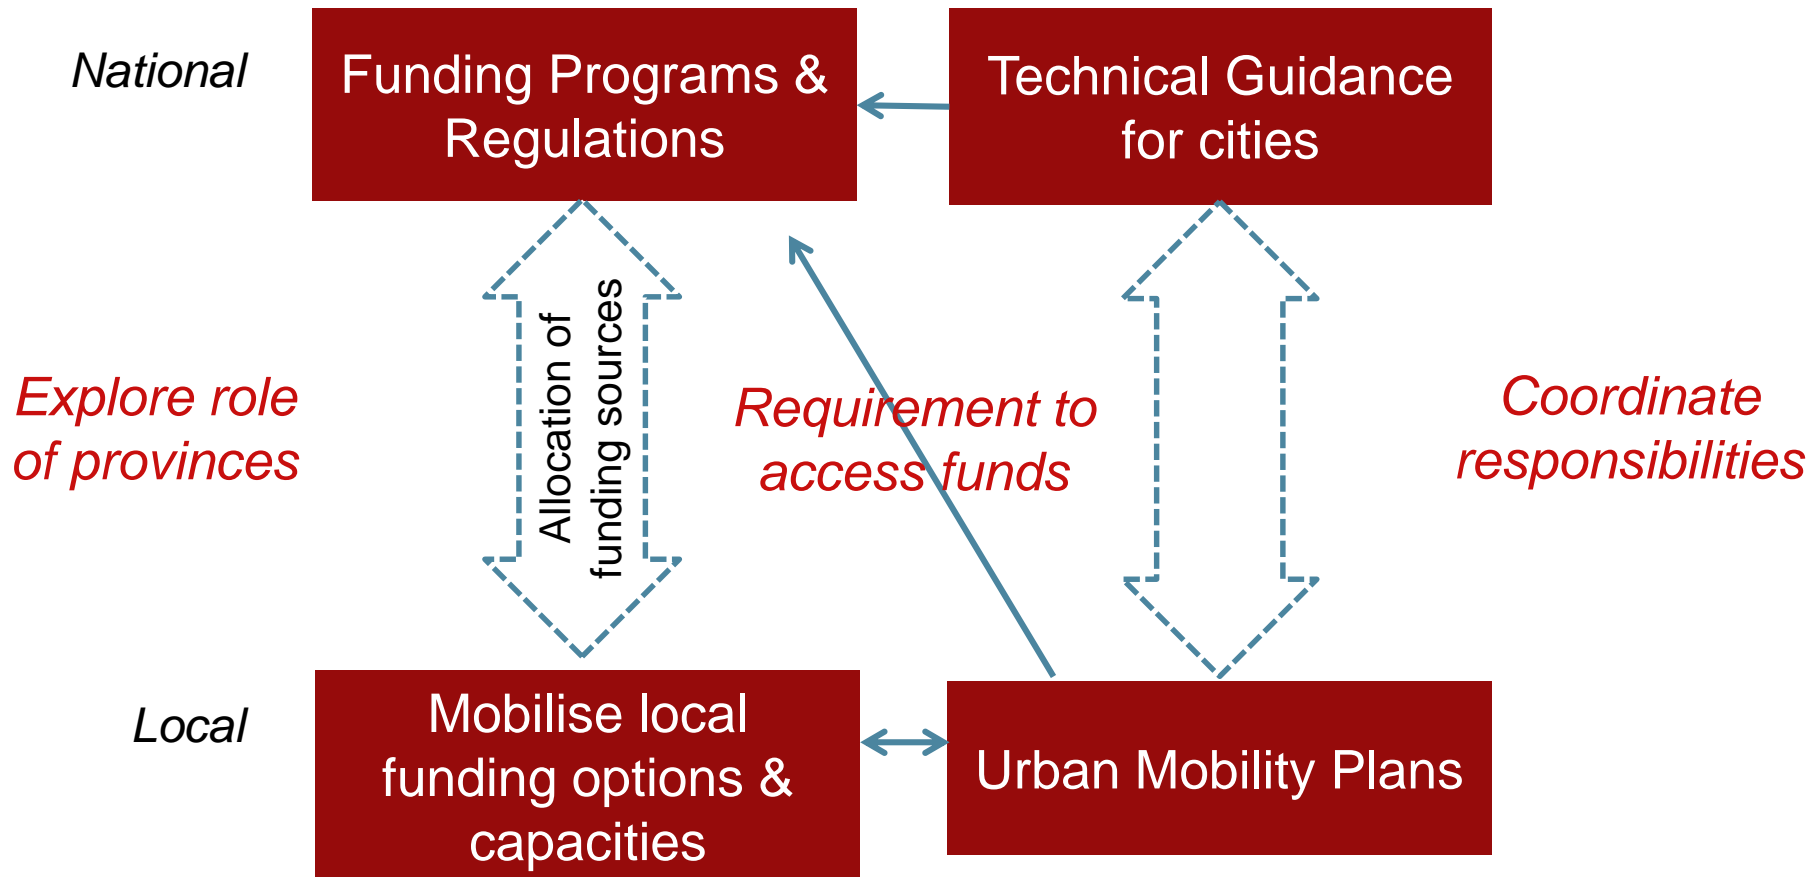 National
Funding Programs &
Regulations
Technical Guidance
for cities
Explore role
of provinces
Allocation of
funding sources
Requirement to
access funds
Coordinate
responsibilities
Local
Mobilise local
funding options &
capacities
Urban Mobility Plans